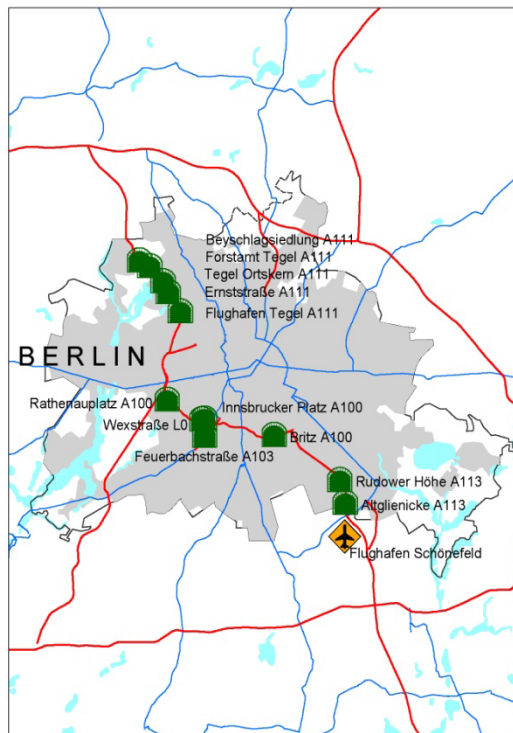 Beyschlagsiedlung A111
Forstamt Tegel A111
Tegel Ortskern A111
Ernststraße A111
Flughafen Tegel A111
BERLIN
Rathenauplatz A100
Innsbrucker Platz A100
Wexstraße L0
Britz A100
Feuerbachstraße A103
Rudower Höhe A113
Altglienicke A113
Flughafen Schönefeld